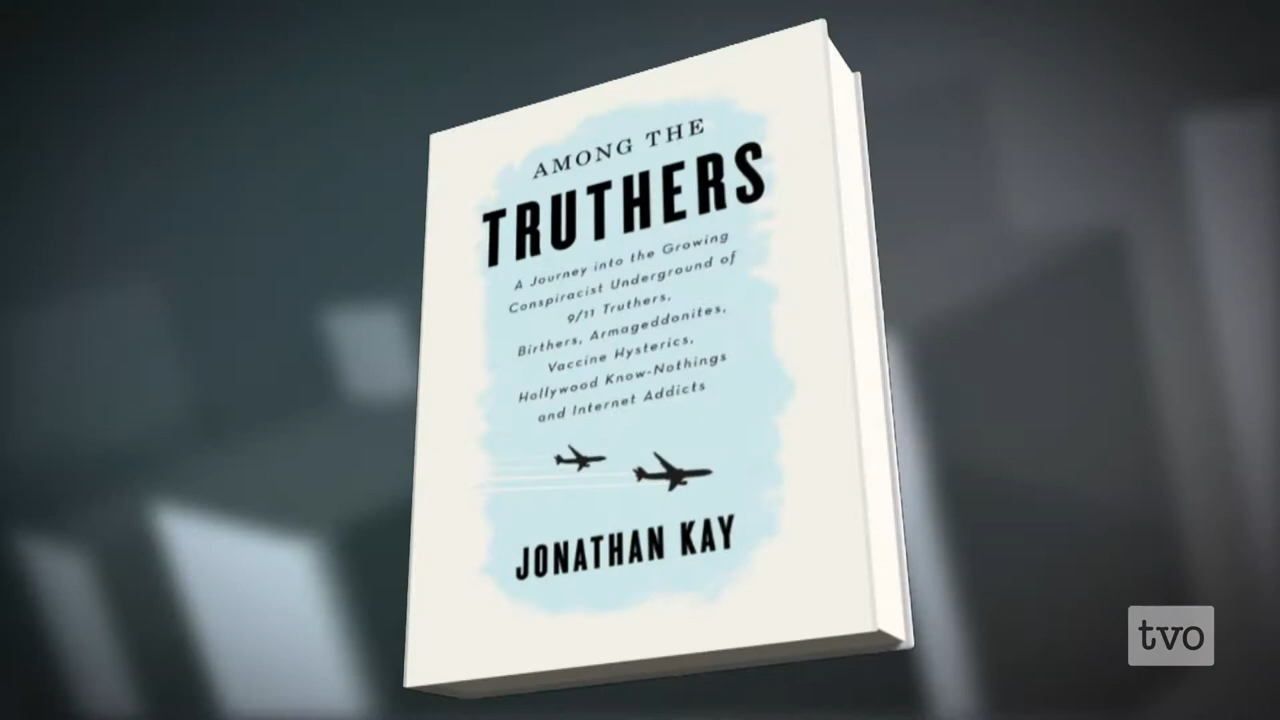 AMONG THE
TRUTHERS
A Journey into the Growing
Conspiracist Underground of
9/11 Truthers,
Birthers, Armageddonites,
Vaccine Hysterics,
Hollywood Know-Nothings
and Internet Addicts
JONATHAN KAY
tvo